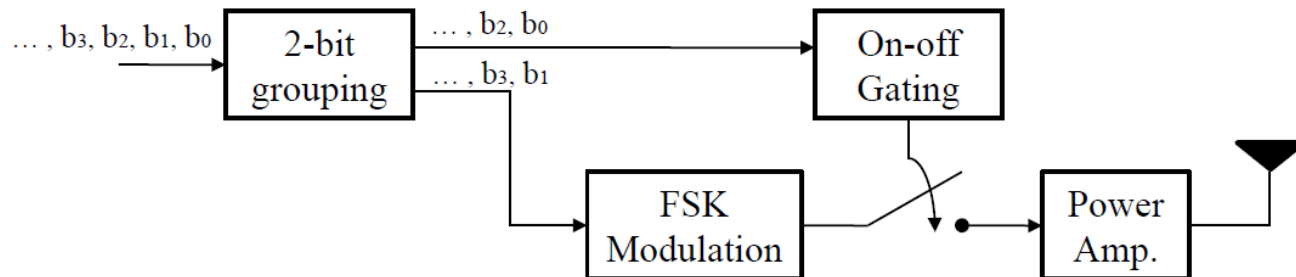 … , b3, b2, b1, b0
2-bit
grouping
… , b2, b0
… , b3, b1
On-off
Gating
FSK
Modulation
Power
Amp.